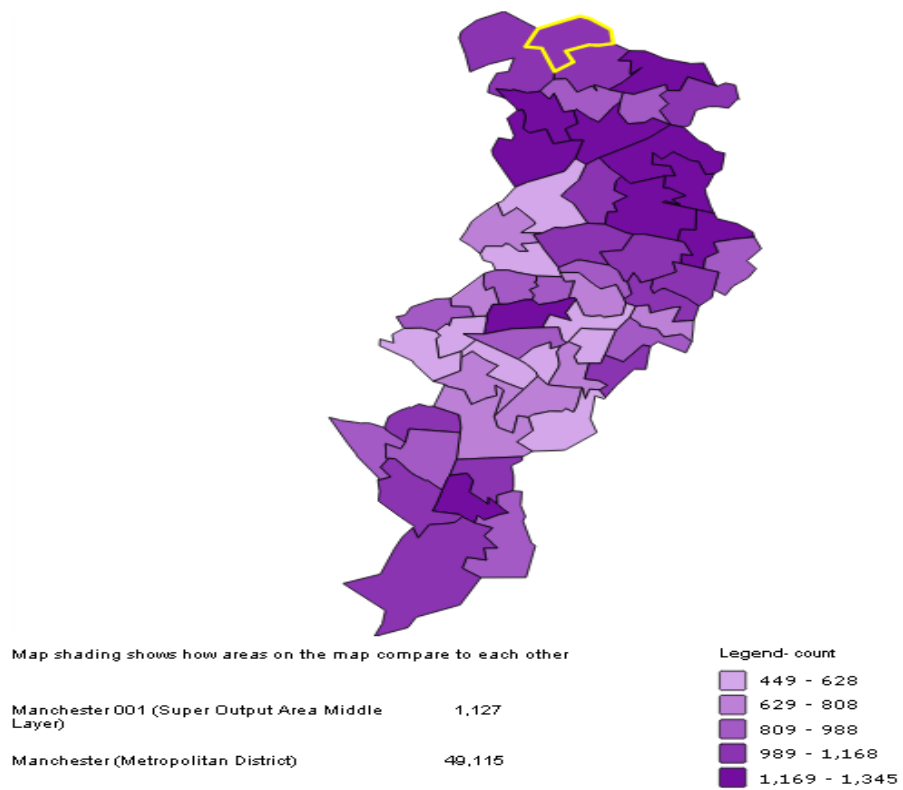 Map shading shows how areas on the map compare to each other
Legend- count
449 - 628
629 - 808
809 - 988
989 - 1,168
1,169 - 1,345
Manchester 001 (Super Output Area Middle
Layer)
1,127
Manchester (Metropolitan District)
49,115